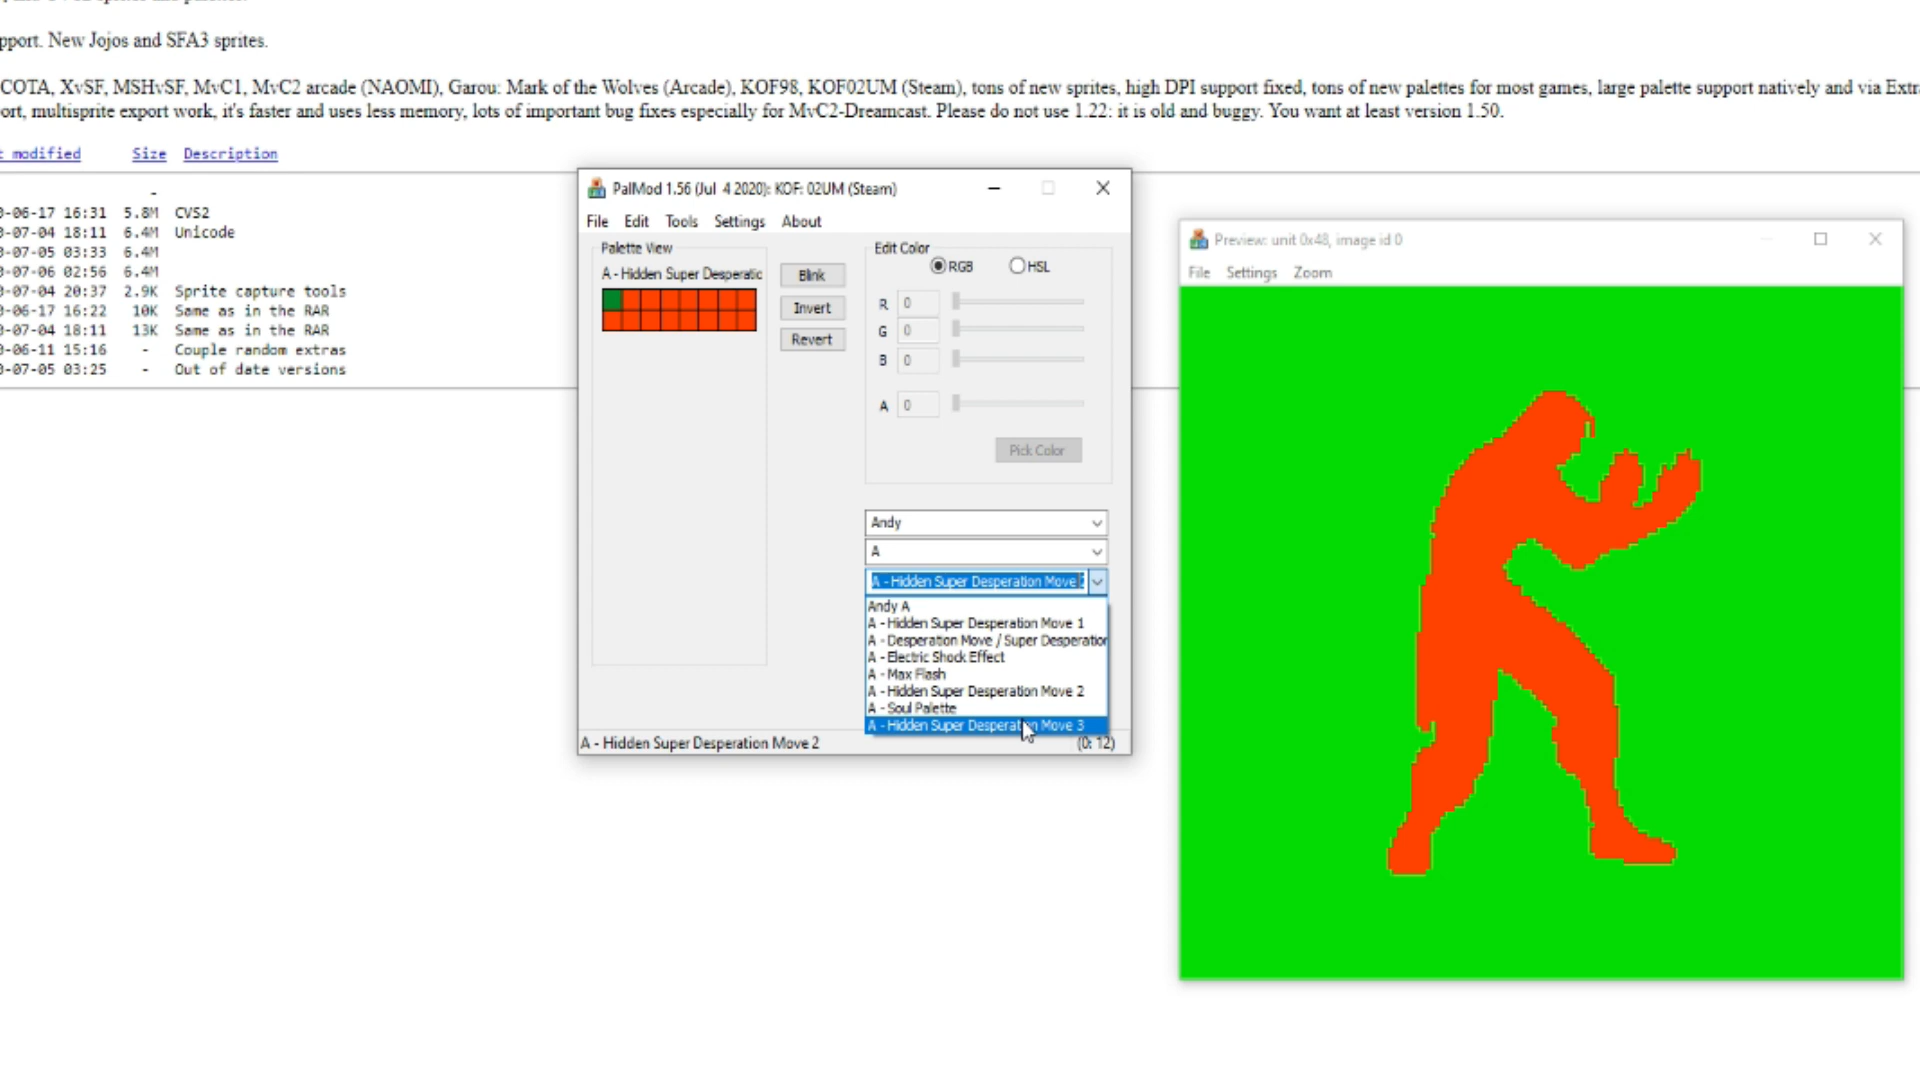 pport. New Jojos and SFA3 sprites.
COTA, XvSF, MSHvSF, MvC1, MvC2 arcade (NAOMI), Garou: Mark of the Wolves (Arcade), KOF98, KOF02UM (Steam), tons of new sprites, high DPI support fixed, tons of new palettes for most games, large palette support natively and via Extr
ort, multisprite export work, it's faster and uses less memory, lots of important bug fixes especially for MvC2-Dreamcast. Please do not use 1.22: it is old and buggy. You want at least version 1.50.
t modified Size Description
-
0-06-17 16:31 5.8M CVS2
0-07-04 18:11 6.4M Unicode
0-07-05 03:33 6.4M
0-07-06 02:56 6.4M
0-07-04 20:37 2.9K Sprite capture tools
0-06-17 16:22 10K Same as in the RAR
0-07-04 18:11 13K Same as in the RAR
0-06-11 15:16 - Couple random extras
0-07-05 03:25 - Out of date versions
PalMod 1.56 (Jul 4 2020): KOF: 02UM (Steam)
File Edit Tools Settings About
Palette View
A - Hidden Super Desperatic
Blink
Invert
Revert
Edit Color
RGB HSL
R 0
G 0
B 0
A 0
Pick Color
Andy
A
A - Hidden Super Desperation Move 2
Andy A
A - Hidden Super Desperation Move 1
A - Desperation Move / Super Desperation
A - Electric Shock Effect
A - Max Flash
A - Hidden Super Desperation Move 2
A - Soul Palette
A - Hidden Super Desperation Move 3
A - Hidden Super Desperation Move 2 (0: 12)
Preview: unit 0x48, image id 0
File Settings Zoom